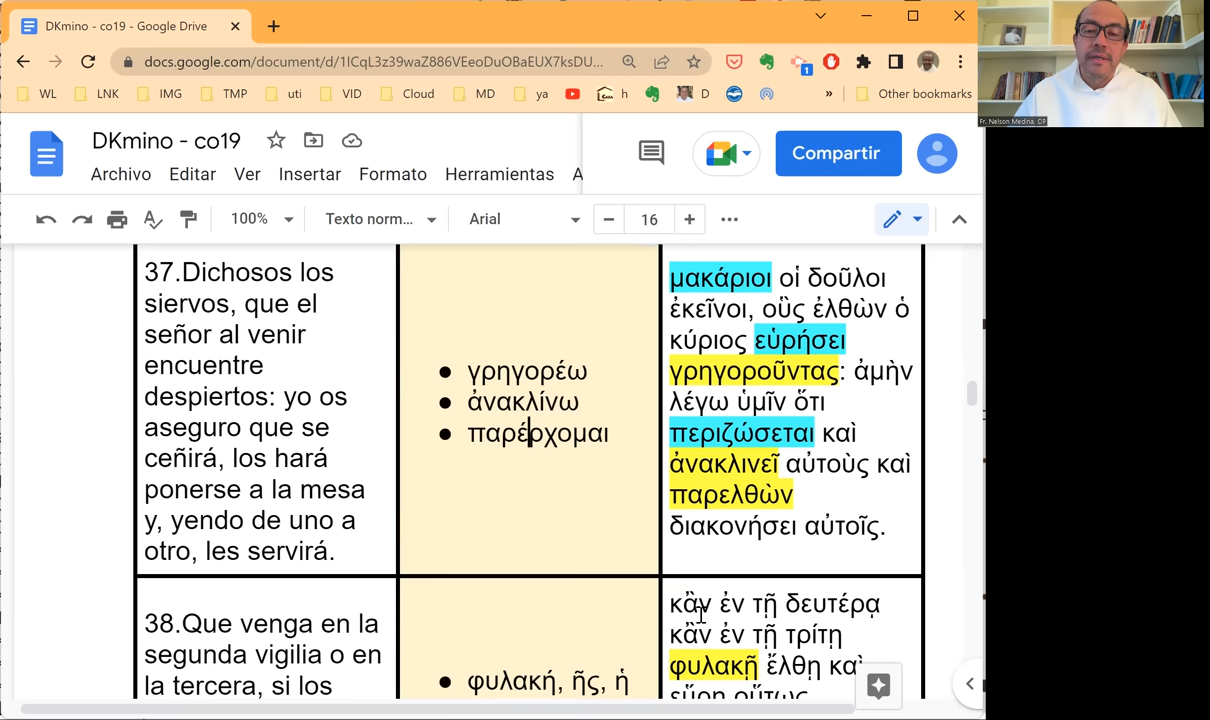 DKmino - co19 - Google Drive
docs.google.com/document/d/1ICqL3z39waZ886VEeoDuOBaEUX7ksDU...
1
WL LNK IMG TMP uti VID Cloud MD ya h D » Other bookmarks
Fr. Nelson Medina, OP
DKmino - co19
Compartir
Archivo Editar Ver Insertar Formato Herramientas A
100% Texto norm... Arial 16
37.Dichosos los
siervos, que el
señor al venir
encuentre
despiertos: yo os
aseguro que se
ceñirá, los hará
ponerse a la mesa
y, yendo de uno a
otro, les servirá.
● γρηγορέω
● ἀνακλίνω
● παρέρχομαι
μακάριοι οἱ δοῦλοι
ἐκεῖνοι, οὓς ἐλθὼν ὁ
κύριος εὑρήσει
γρηγοροῦντας: ἀμὴν
λέγω ὑμῖν ὅτι
περιζώσεται καὶ
ἀνακλινεῖ αὐτοὺς καὶ
παρελθὼν
διακονήσει αὐτοῖς.
38.Que venga en la
segunda vigilia o en
la tercera, si los
● φυλακή, ῆς, ἡ
κἂν ἐν τῇ δευτέρᾳ
κἂν ἐν τῇ τρίτῃ
φυλακῇ ἔλθῃ καὶ
εὕρῃ οὕτως